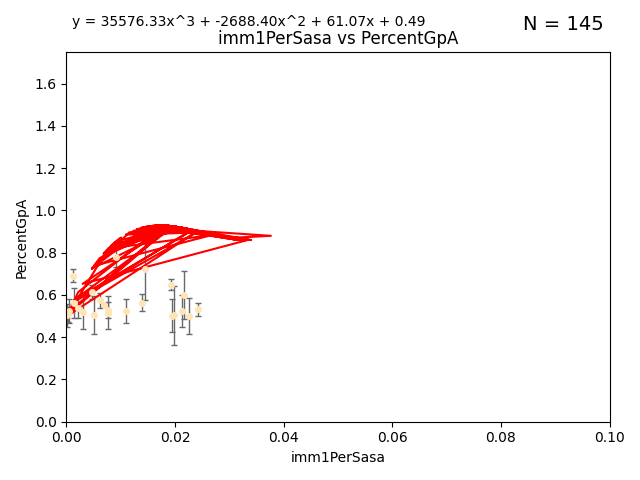 y = 35576.33x^3 + -2688.40x^2 + 61.07x + 0.49
N = 145
imm1PerSasa vs PercentGpA
PercentGpA
1.6
1.4
1.2
1.0
0.8
0.6
0.4
0.2
0.0
0.00 0.02 0.04 0.06 0.08 0.10
imm1PerSasa